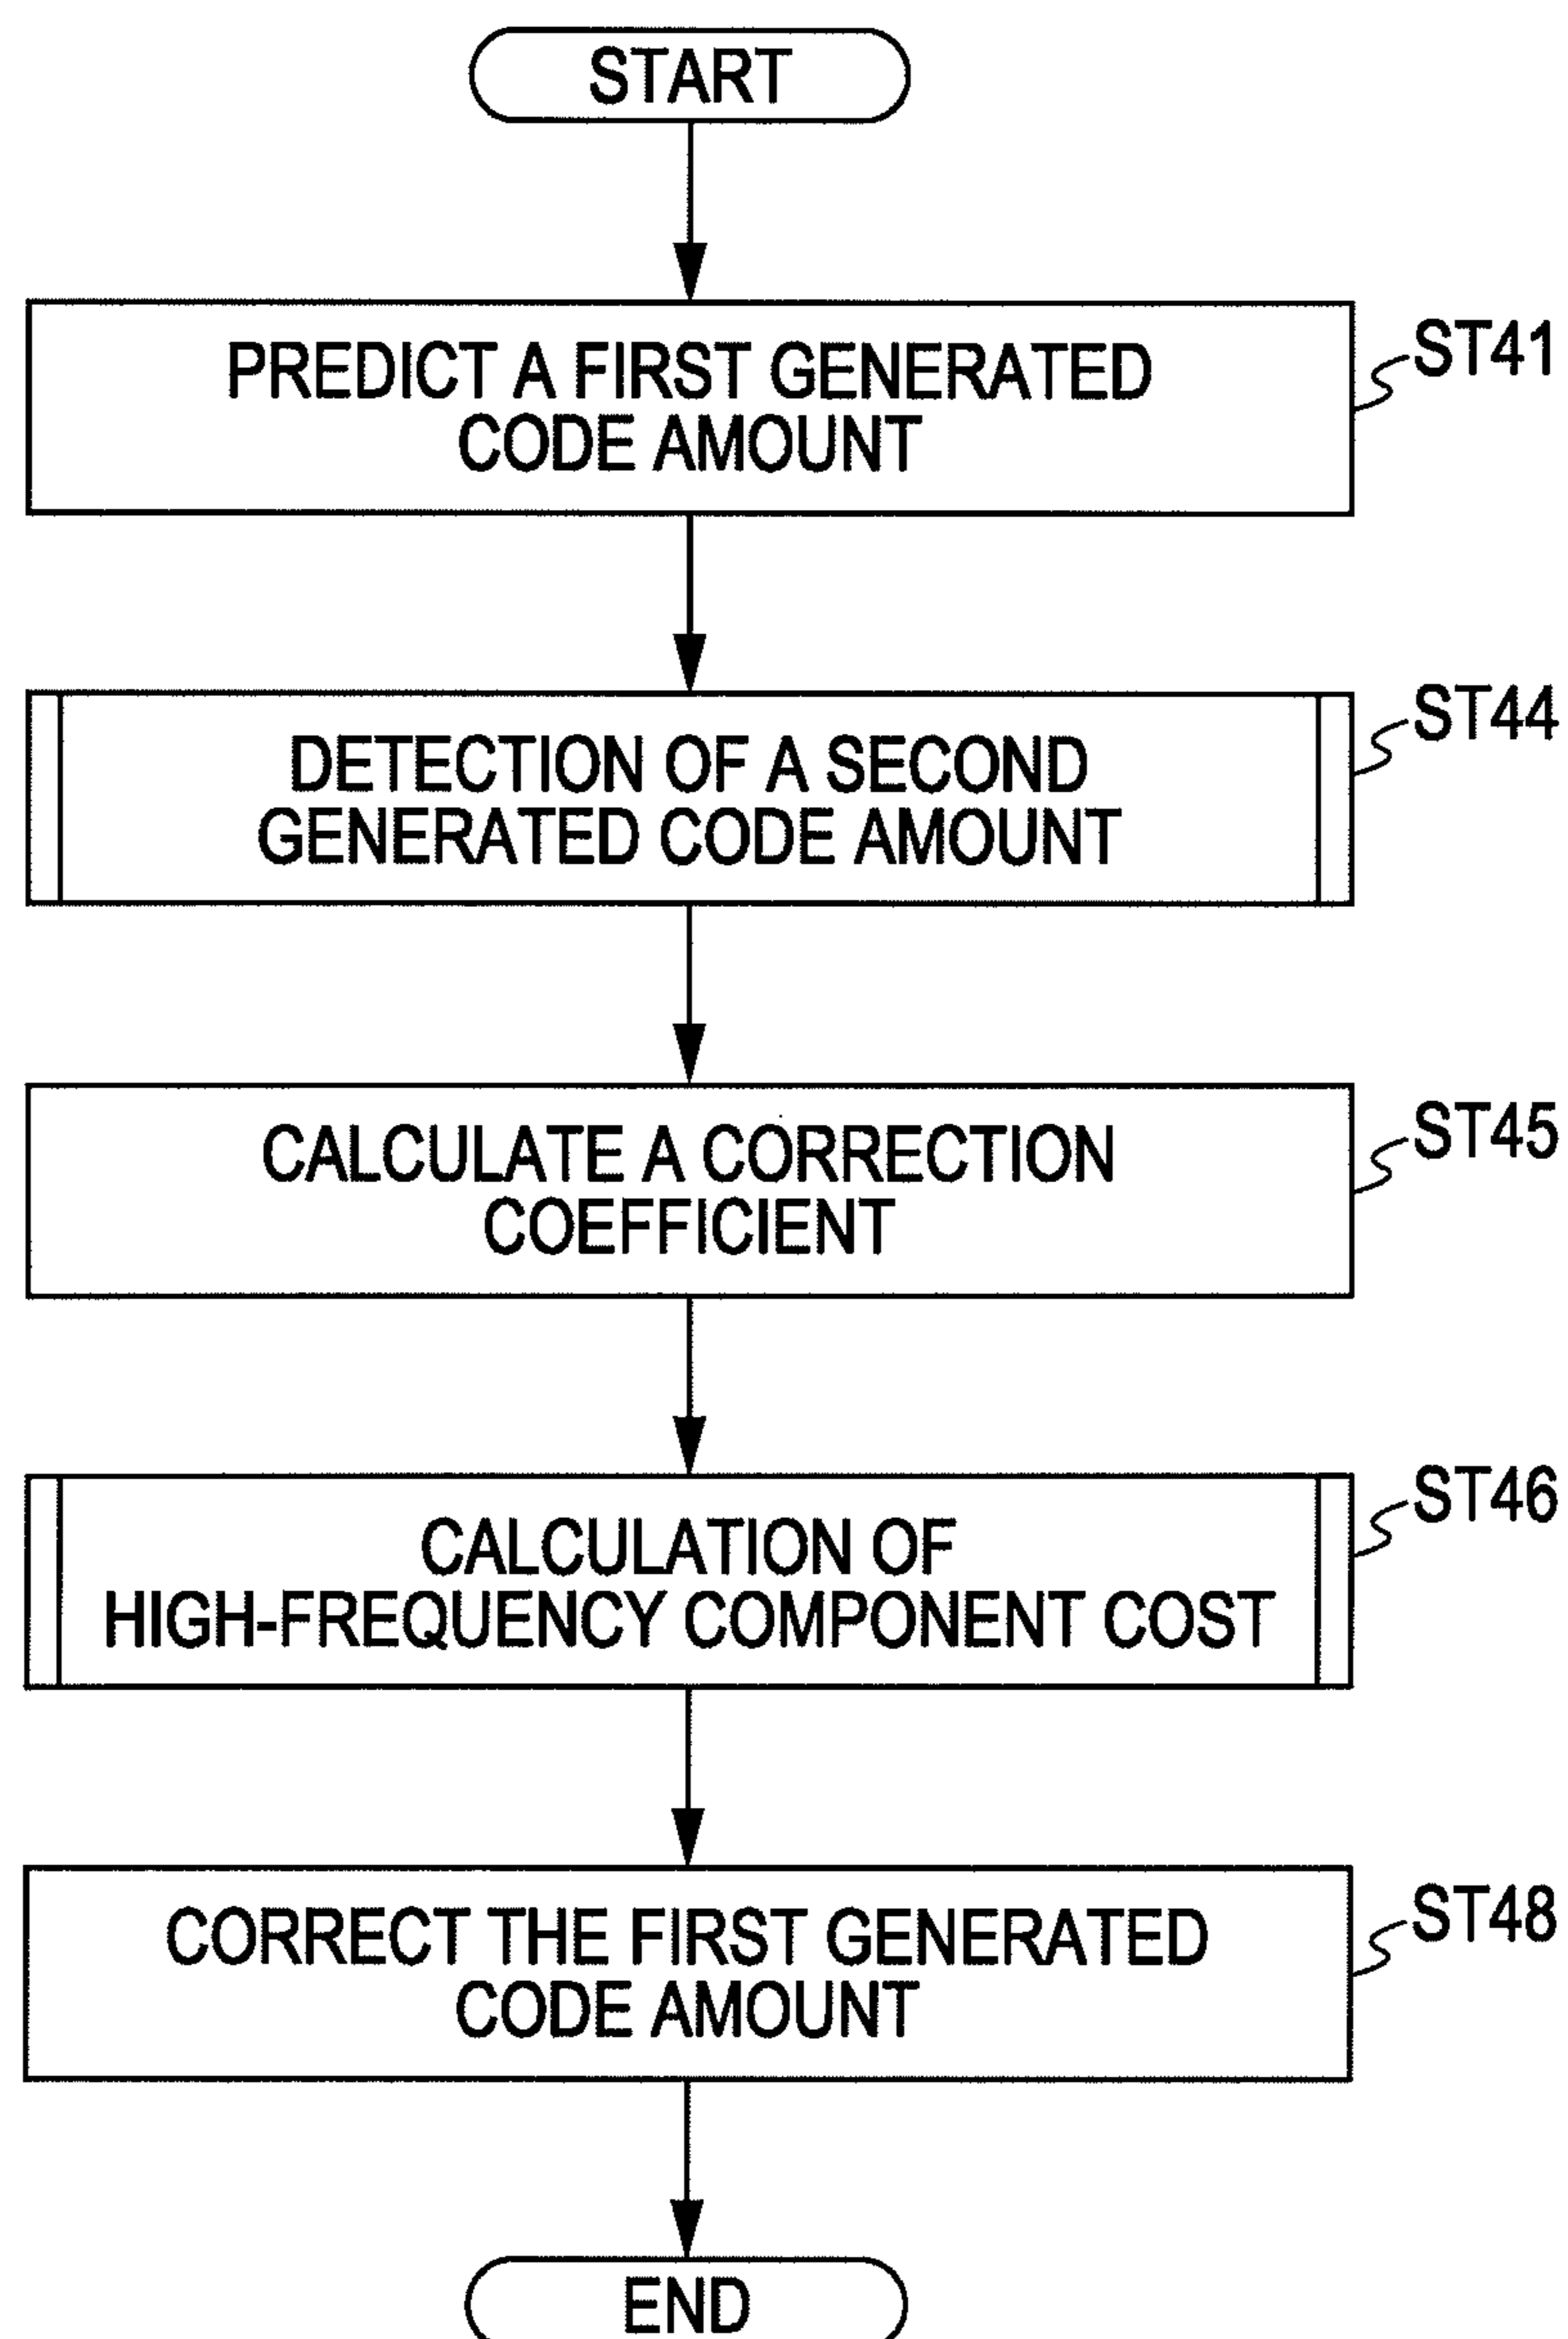 START
PREDICT A FIRST GENERATED
CODE AMOUNT
ST41
DETECTION OF A SECOND
GENERATED CODE AMOUNT
ST44
CALCULATE A CORRECTION
COEFFICIENT
ST45
CALCULATION OF
HIGH-FREQUENCY COMPONENT COST
ST46
CORRECT THE FIRST GENERATED
CODE AMOUNT
ST48
END